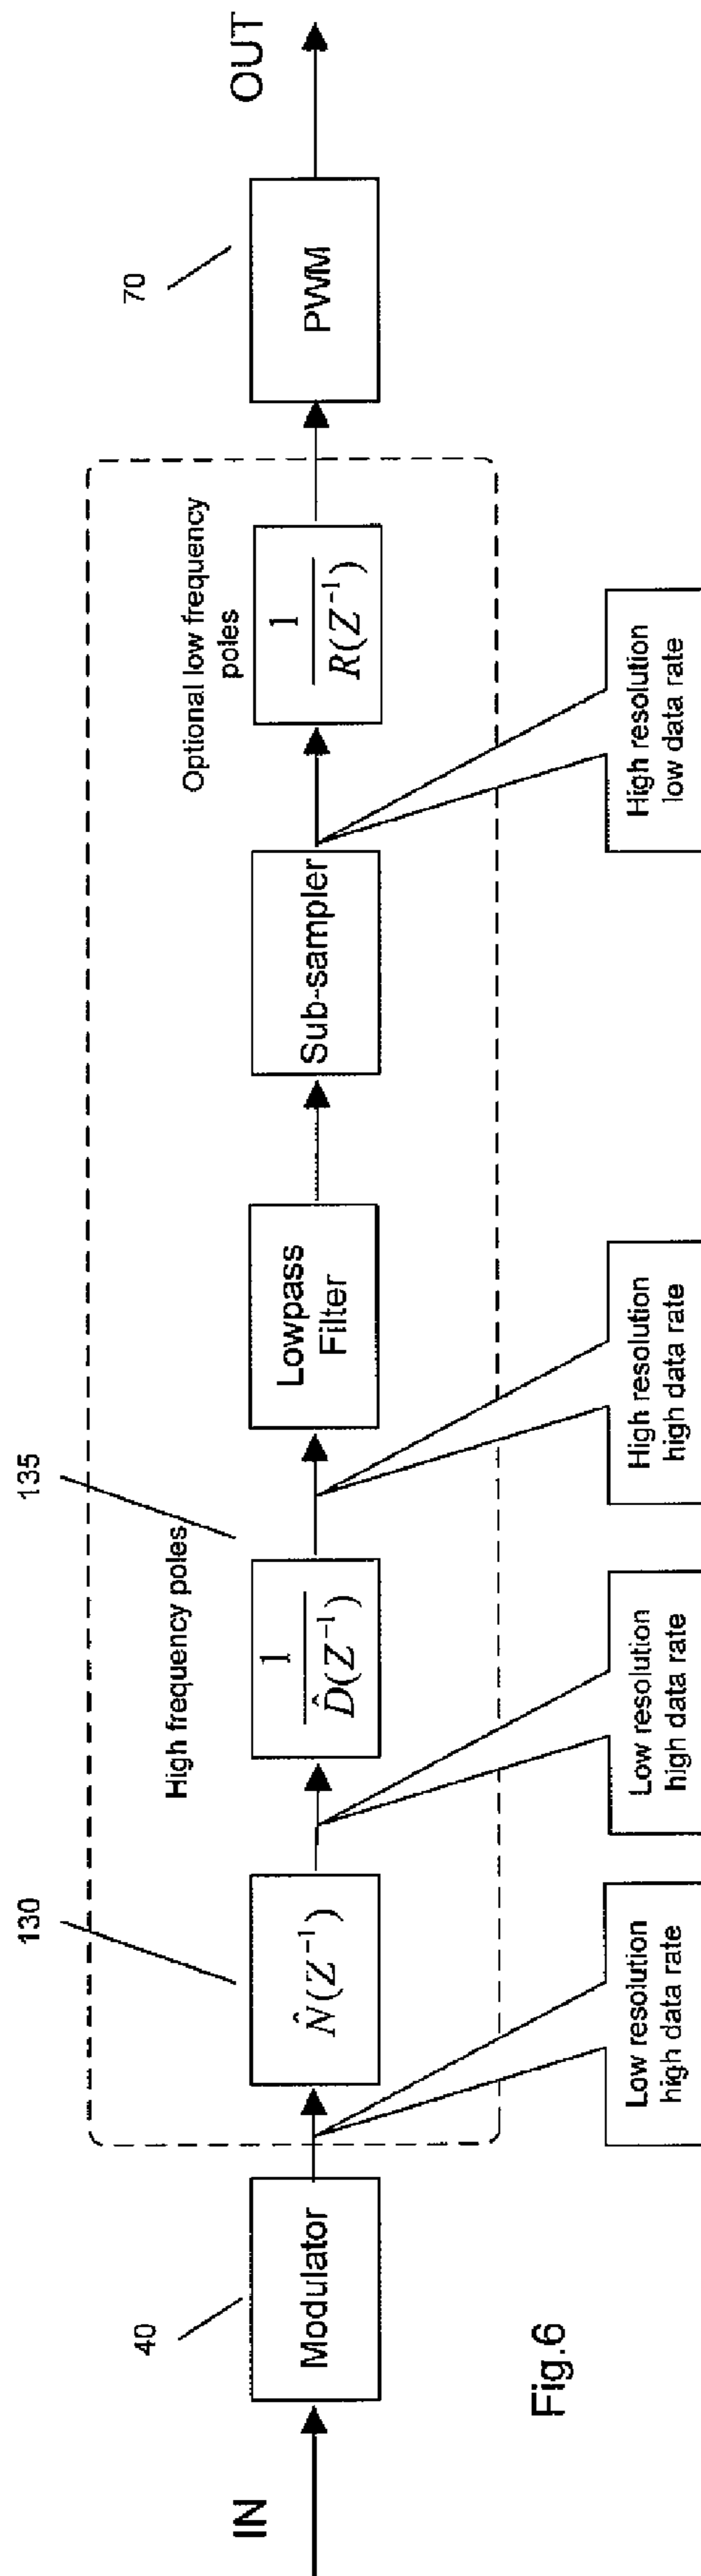 IN
40
Modulator
130
N̂(Z⁻¹)
High frequency poles
135
1
D̂(Z⁻¹)
Lowpass
Filter
Sub-sampler
Optional low frequency
poles
1
R(Z⁻¹)
70
PWM
OUT
Low resolution
high data rate
Low resolution
high data rate
High resolution
high data rate
High resolution
low data rate
Fig.6